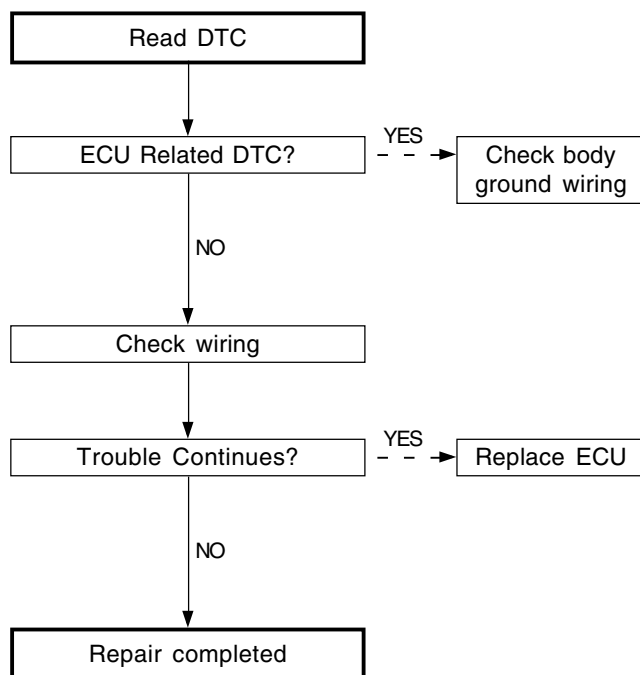 Read DTC
ECU Related DTC?
YES
Check body
ground wiring
NO
Check wiring
Trouble Continues?
YES
Replace ECU
NO
Repair completed